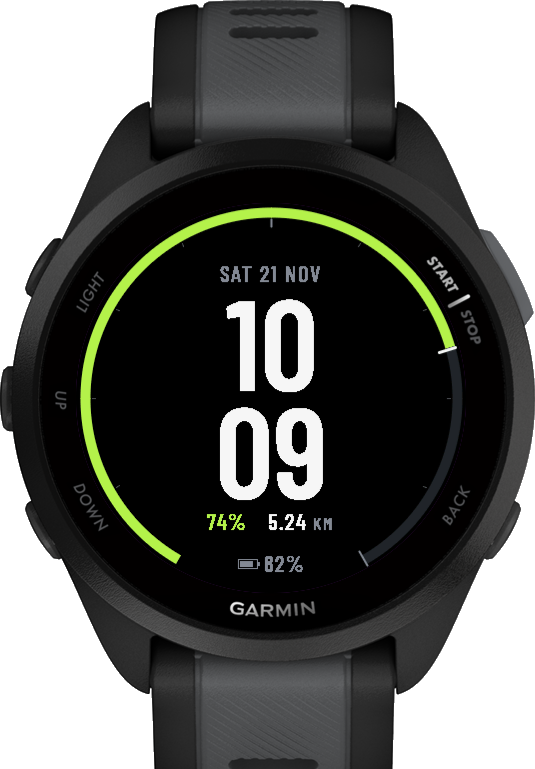 SAT 21 NOV
LIGHT
START
STOP
10
UP
09
DOWN
BACK
74% 5.24 KM
82%
GARMIN